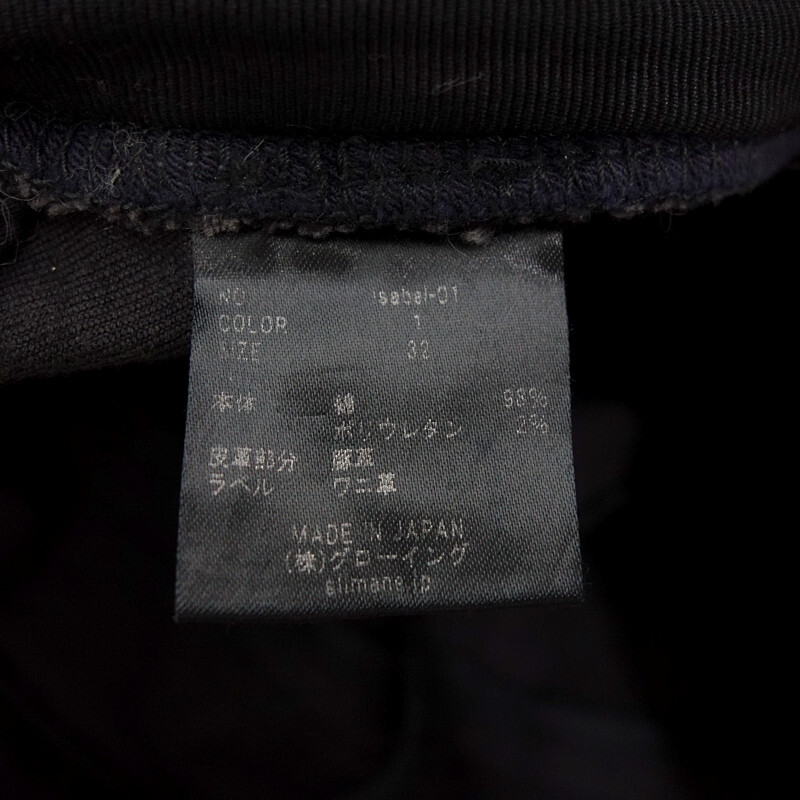 NO Isabel-01
COLOR 1
SIZE 32
本体 綿 98%
ポリウレタン 2%
皮革部分 豚革
ラベル ワニ革
MADE IN JAPAN
(株)グローイング
slimane.jp